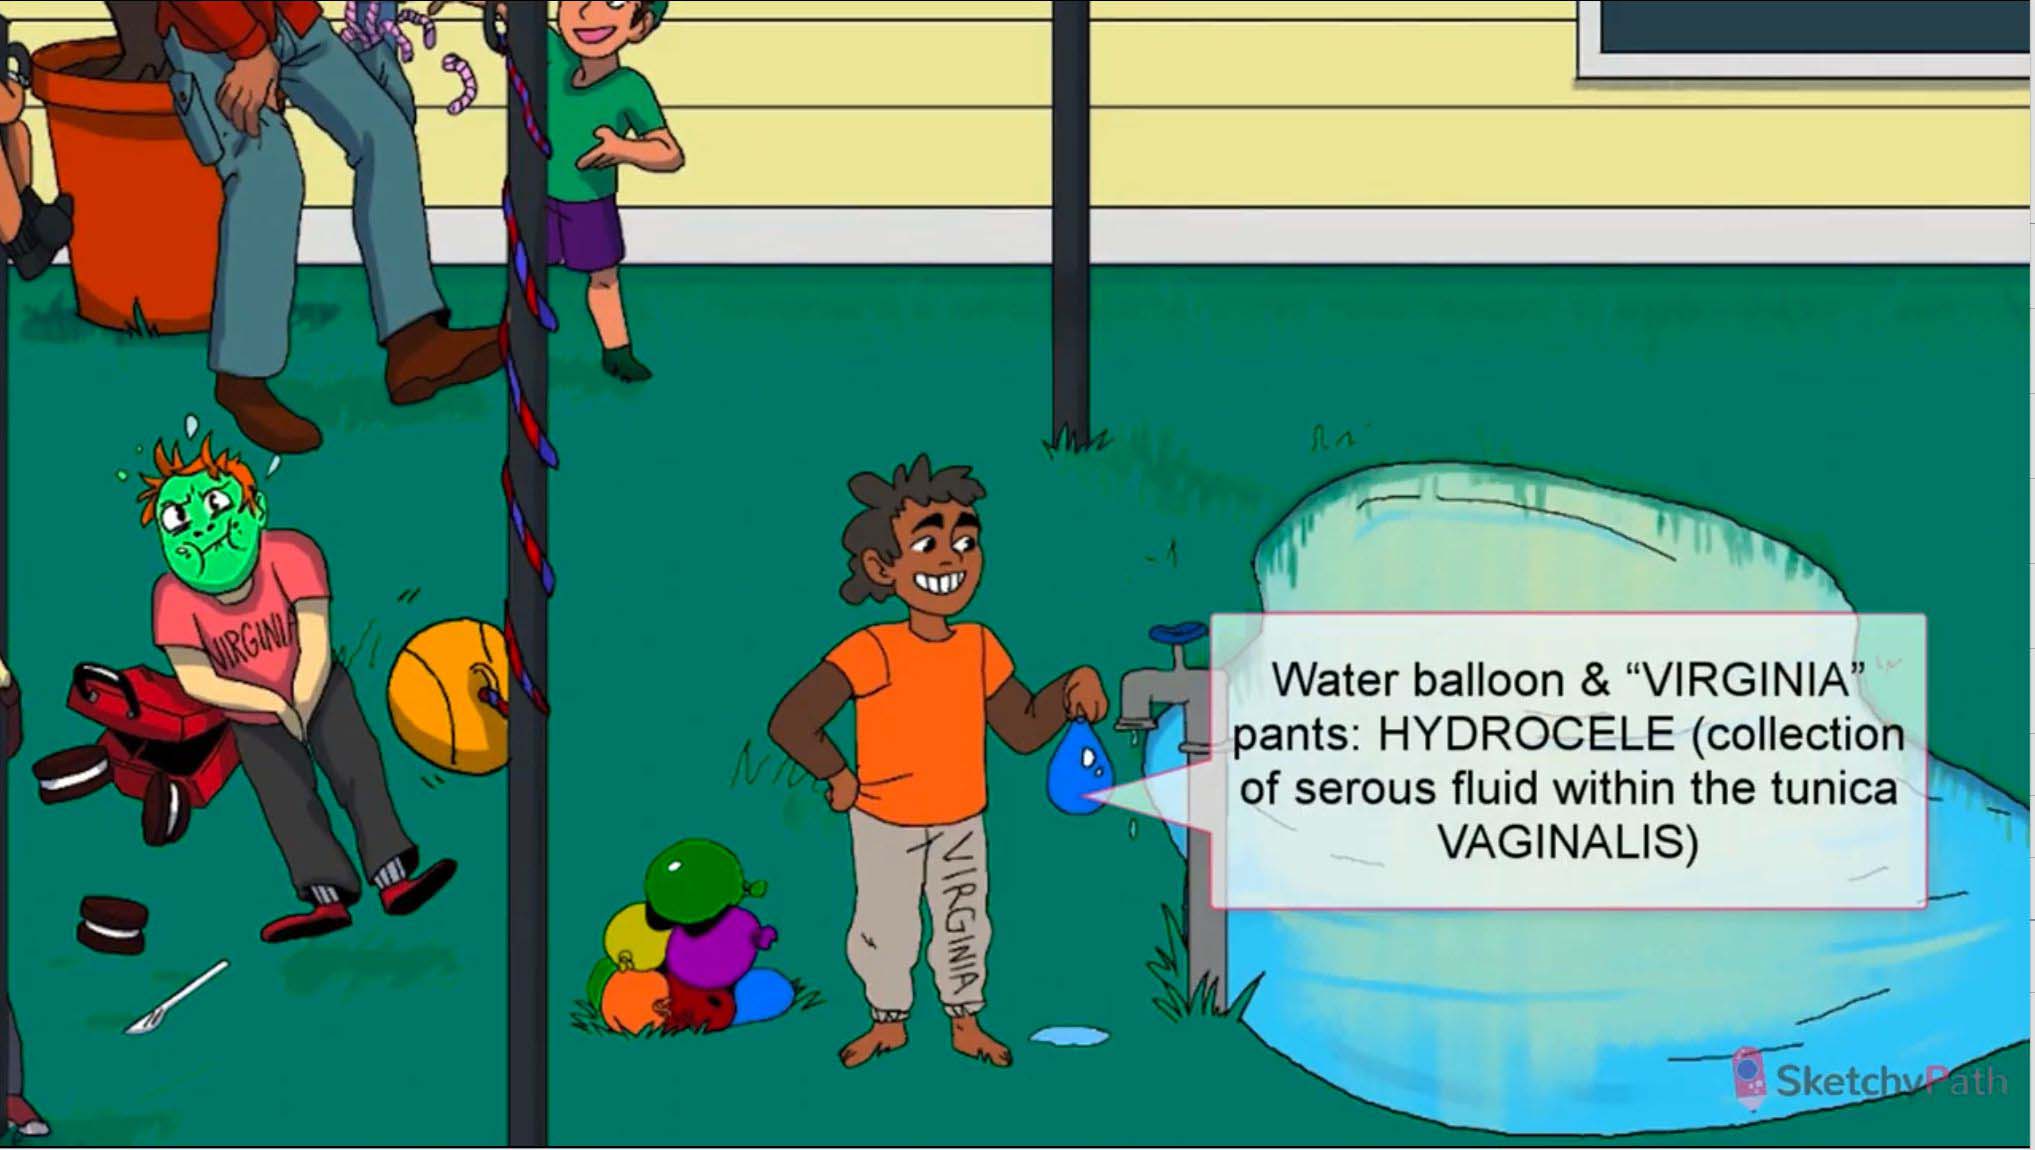 VIRGINIA
VIRGINIA
Water balloon & “VIRGINIA”
pants: HYDROCELE (collection
of serous fluid within the tunica
VAGINALIS)
SketchyPath